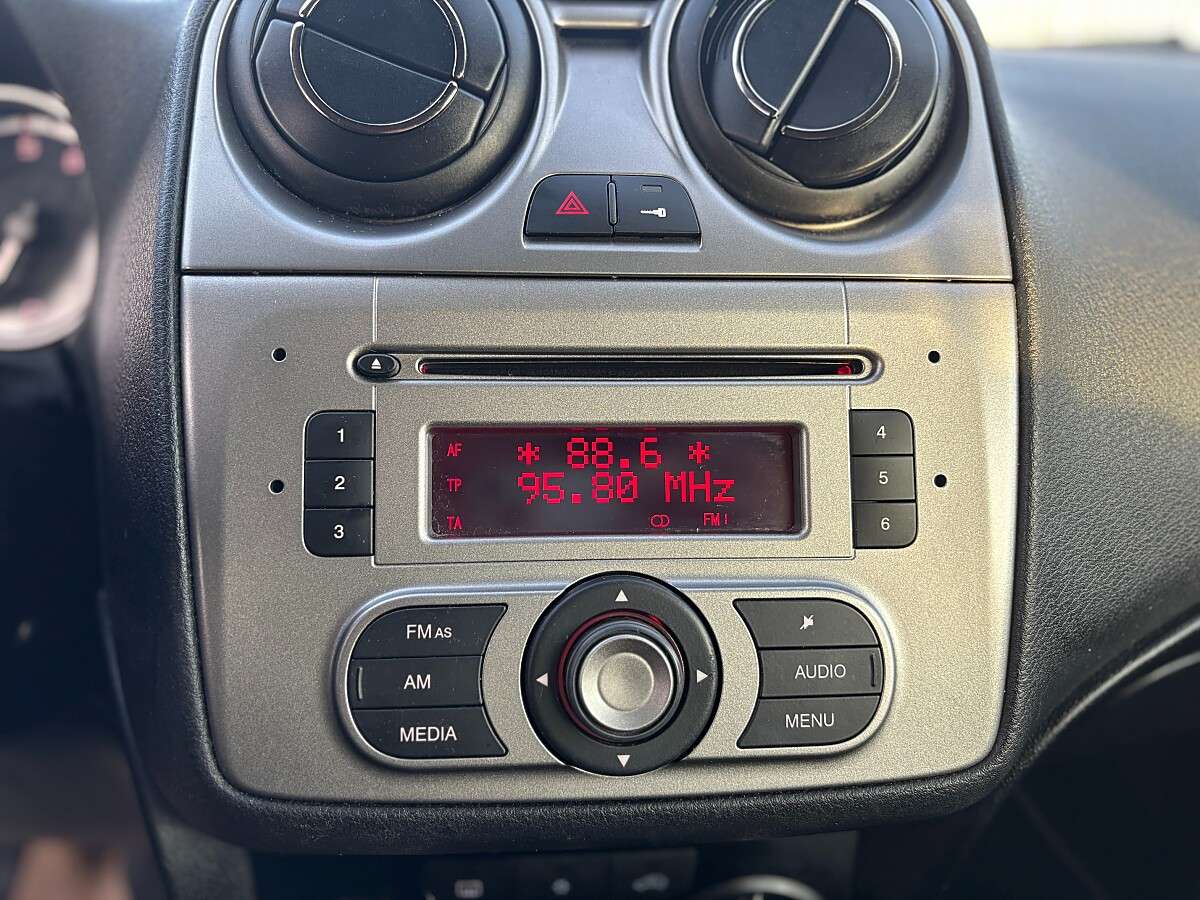 1
2
3
AF
TP
TA
* 88.6 *
95.80 MHz
FM1
4
5
6
FM AS
AM
MEDIA
AUDIO
MENU